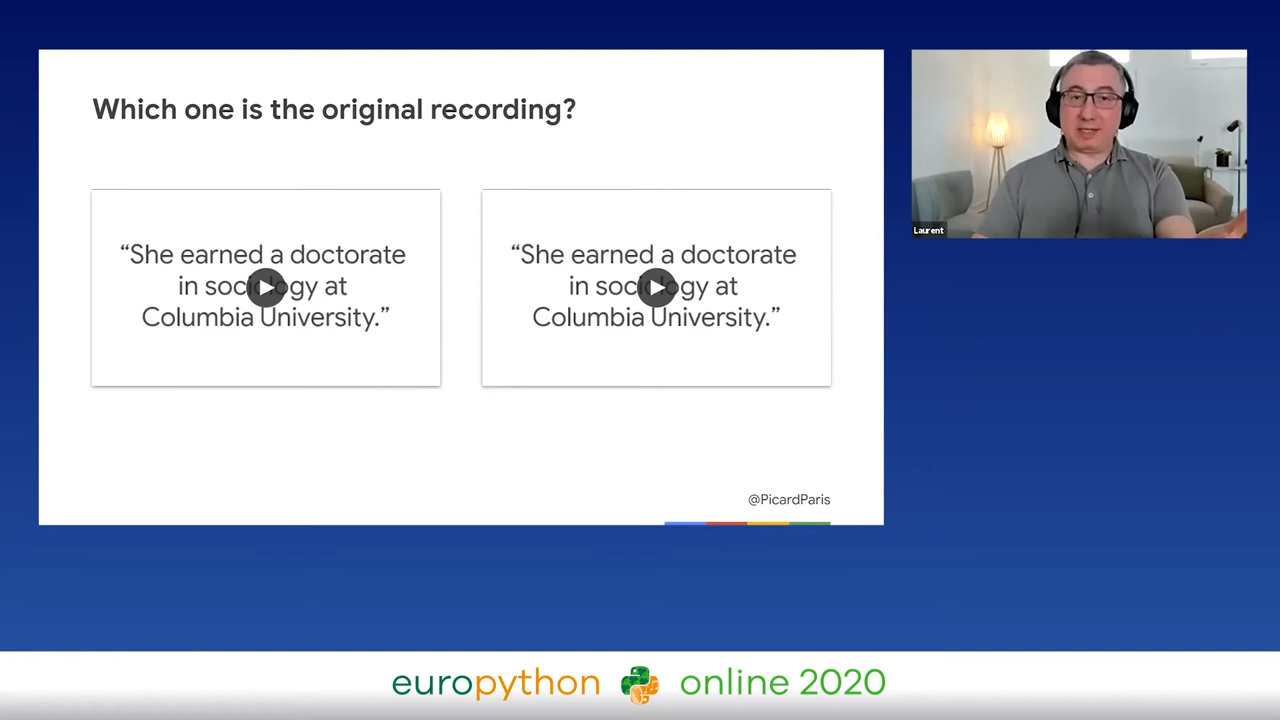 Which one is the original recording?
“She earned a doctorate
in sociology at
Columbia University.”
“She earned a doctorate
in sociology at
Columbia University.”
@PicardParis
Laurent
europython online 2020